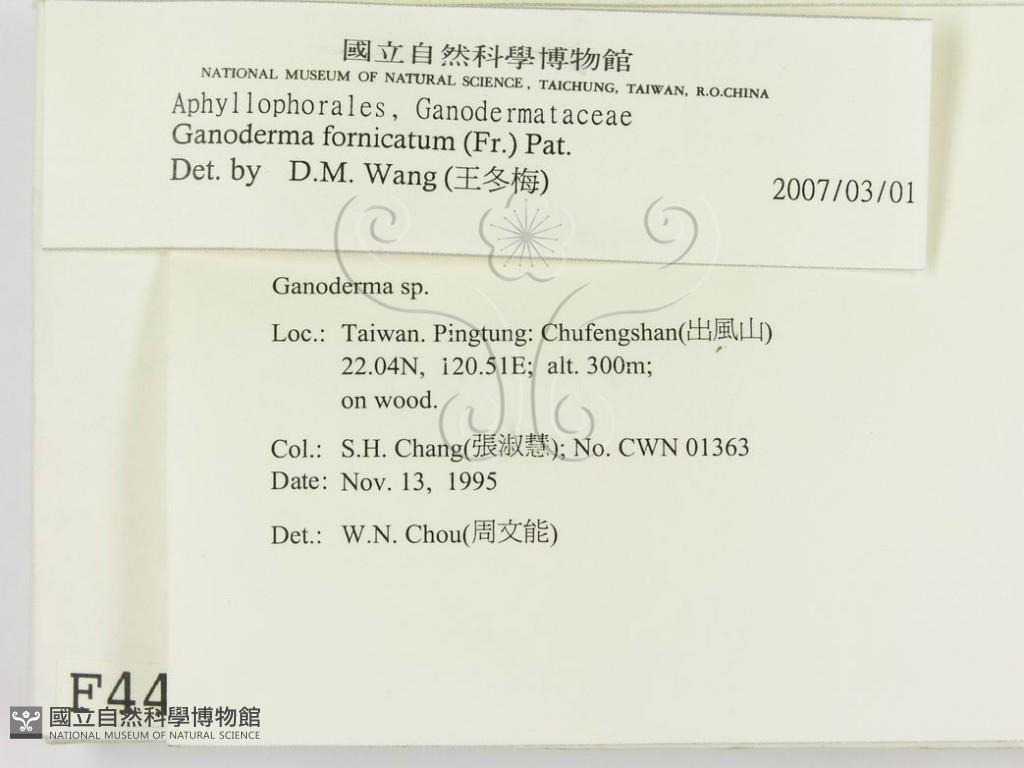 國立自然科學博物館
NATIONAL MUSEUM OF NATURAL SCIENCE, TAICHUNG, TAIWAN, R.O.CHINA
Aphyllophorales, Ganodermataceae
Ganoderma fornicatum (Fr.) Pat.
Det. by D.M. Wang (王冬梅)
2007/03/01
Ganoderma sp.
Loc.: Taiwan. Pingtung: Chufengshan(出風山)
22.04N, 120.51E; alt. 300m;
on wood.
Col.: S.H. Chang(張淑慧); No. CWN 01363
Date: Nov. 13, 1995
Det.: W.N. Chou(周文能)
F44
國立自然科學博物館
NATIONAL MUSEUM OF NATURAL SCIENCE